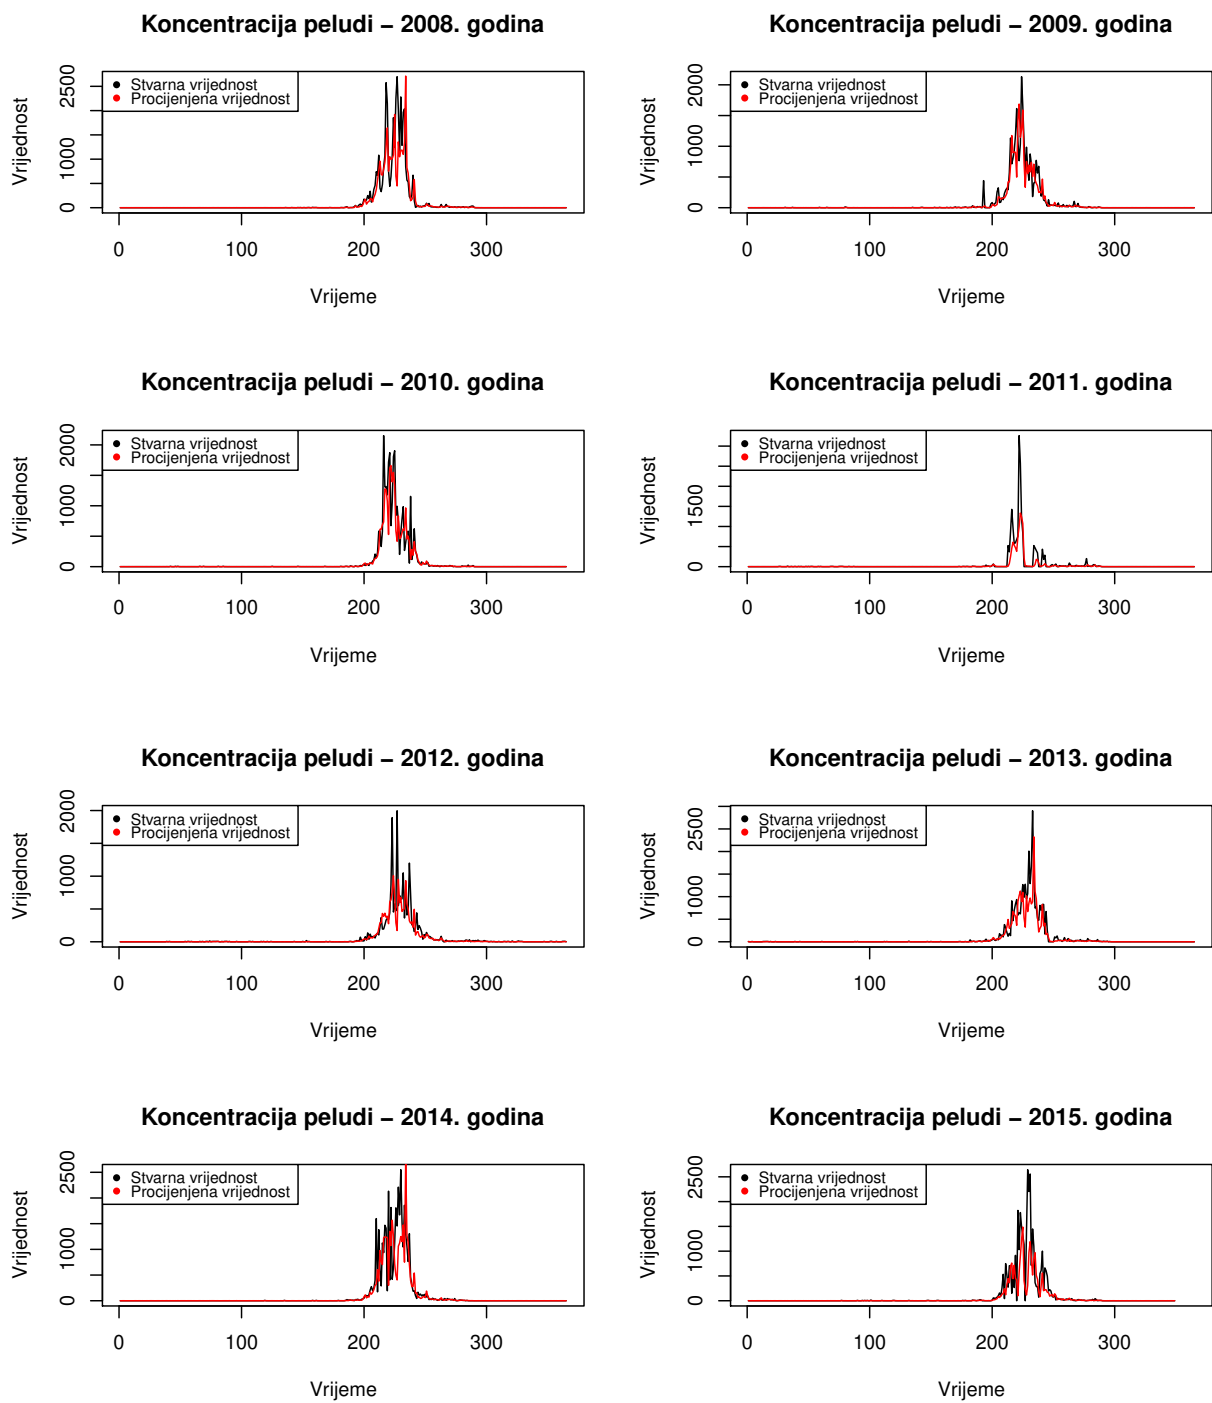 Koncentracija peludi − 2008. godina
Vrijednost
0 1000 2500
Stvarna vrijednost
Procijenjena vrijednost
0 100 200 300
Vrijeme
Koncentracija peludi − 2009. godina
Vrijednost
0 1000 2000
Stvarna vrijednost
Procijenjena vrijednost
0 100 200 300
Vrijeme
Koncentracija peludi − 2010. godina
Vrijednost
0 1000 2000
Stvarna vrijednost
Procijenjena vrijednost
0 100 200 300
Vrijeme
Koncentracija peludi − 2011. godina
Vrijednost
0 1500
Stvarna vrijednost
Procijenjena vrijednost
0 100 200 300
Vrijeme
Koncentracija peludi − 2012. godina
Vrijednost
0 1000 2000
Stvarna vrijednost
Procijenjena vrijednost
0 100 200 300
Vrijeme
Koncentracija peludi − 2013. godina
Vrijednost
0 1000 2500
Stvarna vrijednost
Procijenjena vrijednost
0 100 200 300
Vrijeme
Koncentracija peludi − 2014. godina
Vrijednost
0 1000 2500
Stvarna vrijednost
Procijenjena vrijednost
0 100 200 300
Vrijeme
Koncentracija peludi − 2015. godina
Vrijednost
0 1000 2500
Stvarna vrijednost
Procijenjena vrijednost
0 100 200 300
Vrijeme